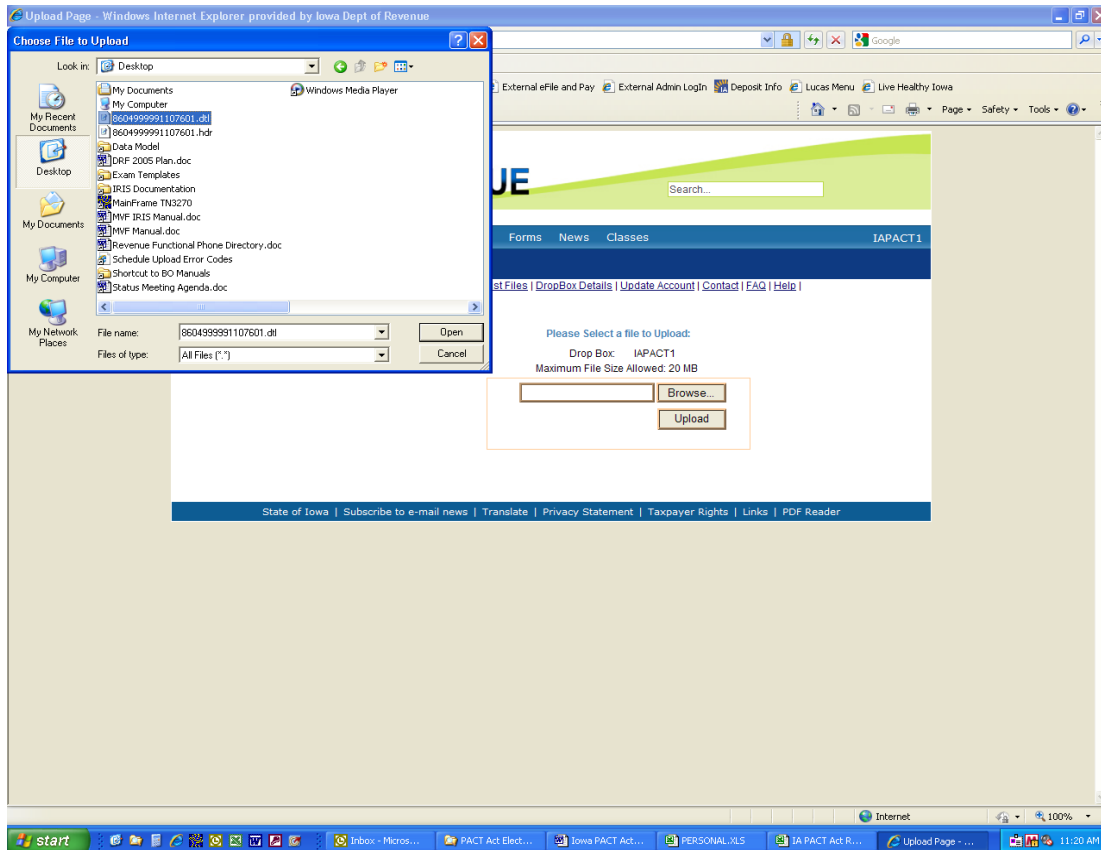 Upload Page - Windows Internet Explorer provided by Iowa Dept of Revenue
Choose File to Upload
Google
Look in: Desktop
External eFile and Pay External Admin LogIn Deposit Info Lucas Menu Live Healthy Iowa
Page Safety Tools
My Recent Documents
Desktop
My Documents
My Computer
My Network Places
My Documents
My Computer
8604999991107601.dtl
8604999991107601.hdr
Data Model
DRF 2005 Plan.doc
Exam Templates
IRIS Documentation
MainFrame TN3270
MVF IRIS Manual.doc
MVF Manual.doc
Revenue Functional Phone Directory.doc
Schedule Upload Error Codes
Shortcut to BO Manuals
Status Meeting Agenda.doc
Windows Media Player
File name: 8604999991107601.dtl Open
Files of type: All Files (*.*) Cancel
UE
Search...
Forms News Classes IAPACT1
st Files | DropBox Details | Update Account | Contact | FAQ | Help |
Please Select a file to Upload:
Drop Box: IAPACT1
Maximum File Size Allowed: 20 MB
Browse...
Upload
State of Iowa | Subscribe to e-mail news | Translate | Privacy Statement | Taxpayer Rights | Links | PDF Reader
Internet 100%
start Inbox - Micros... PACT Act Elect... Iowa PACT Act... PERSONAL.XLS IA PACT Act R... Upload Page - ... 11:20 AM